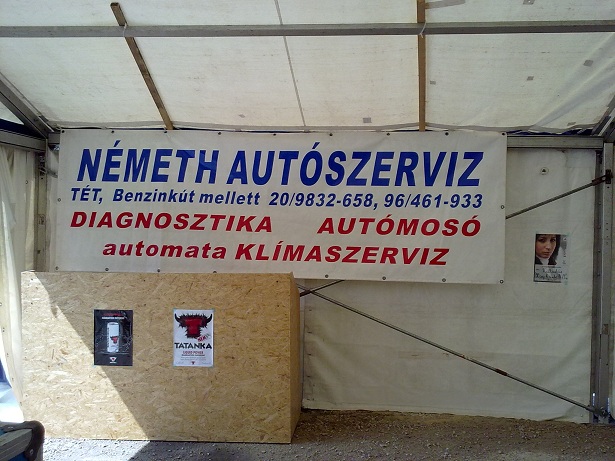 NÉMETH AUTÓSZERVIZ
TÉT, Benzinkút mellett 20/9832-658, 96/461-933
DIAGNOSZTIKA AUTÓMOSÓ
automata KLÍMASZERVIZ
TATANKA